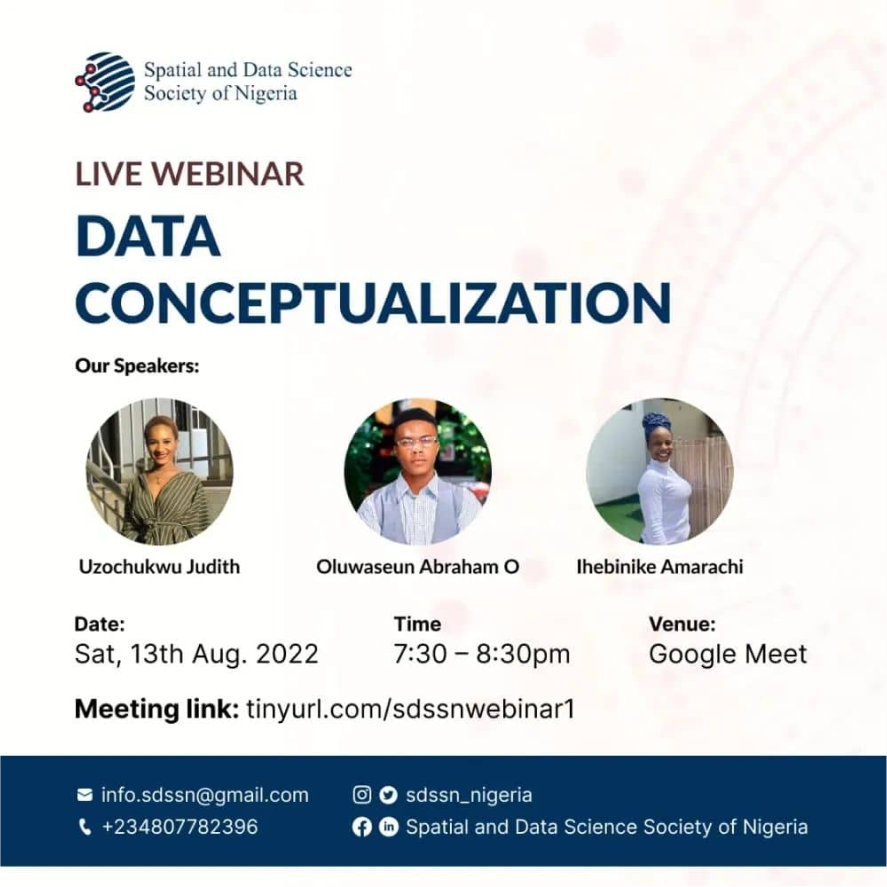 Spatial and Data Science
Society of Nigeria
LIVE WEBINAR
DATA
CONCEPTUALIZATION
Our Speakers:
Uzochukwu Judith
Oluwaseun Abraham O
Ihebinike Amarachi
Date:
Sat, 13th Aug. 2022
Time
7:30 – 8:30pm
Venue:
Google Meet
Meeting link: tinyurl.com/sdssnwebinar1
info.sdssn@gmail.com
+234807782396
sdssn_nigeria
Spatial and Data Science Society of Nigeria